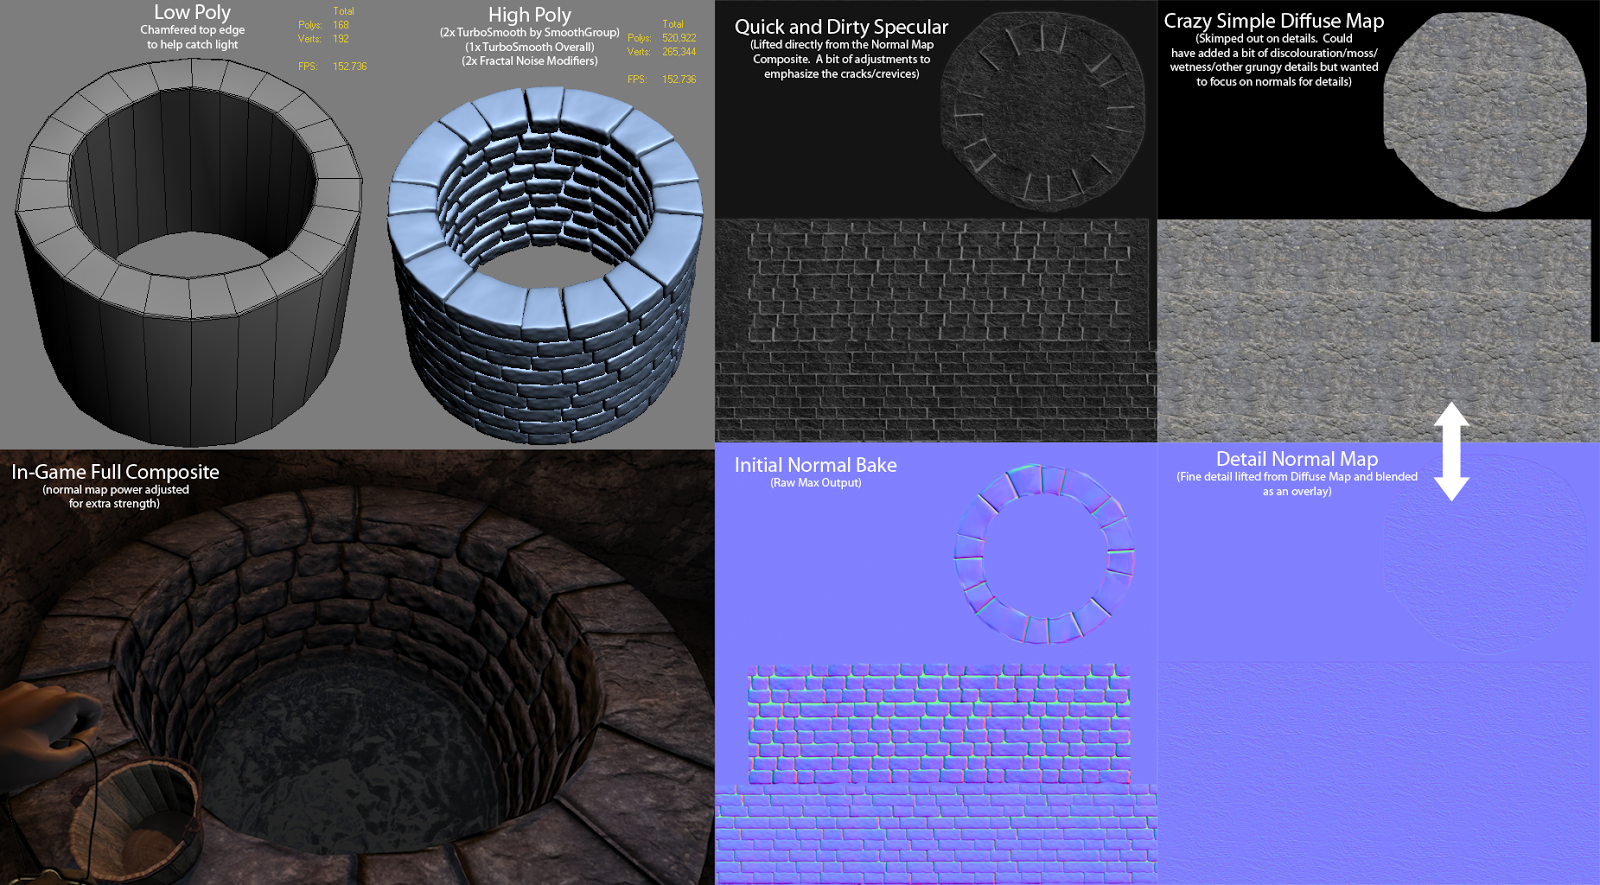 Low Poly
Chamfered top edge
to help catch light
Total
Polys: 168
Verts: 192
FPS: 152.736
High Poly
(2x TurboSmooth by SmoothGroup)
(1x TurboSmooth Overall)
(2x Fractal Noise Modifiers)
Total
Polys: 520,922
Verts: 265,344
FPS: 152.736
Quick and Dirty Specular
(Lifted directly from the Normal Map
Composite. A bit of adjustments to
emphasize the cracks/crevices)
Crazy Simple Diffuse Map
(Skimped out on details. Could
have added a bit of discolouration/moss/
wetness/other grungy details but wanted
to focus on normals for details)
In-Game Full Composite
(normal map power adjusted
for extra strength)
Initial Normal Bake
(Raw Max Output)
Detail Normal Map
(Fine detail lifted from Diffuse Map and blended
as an overlay)